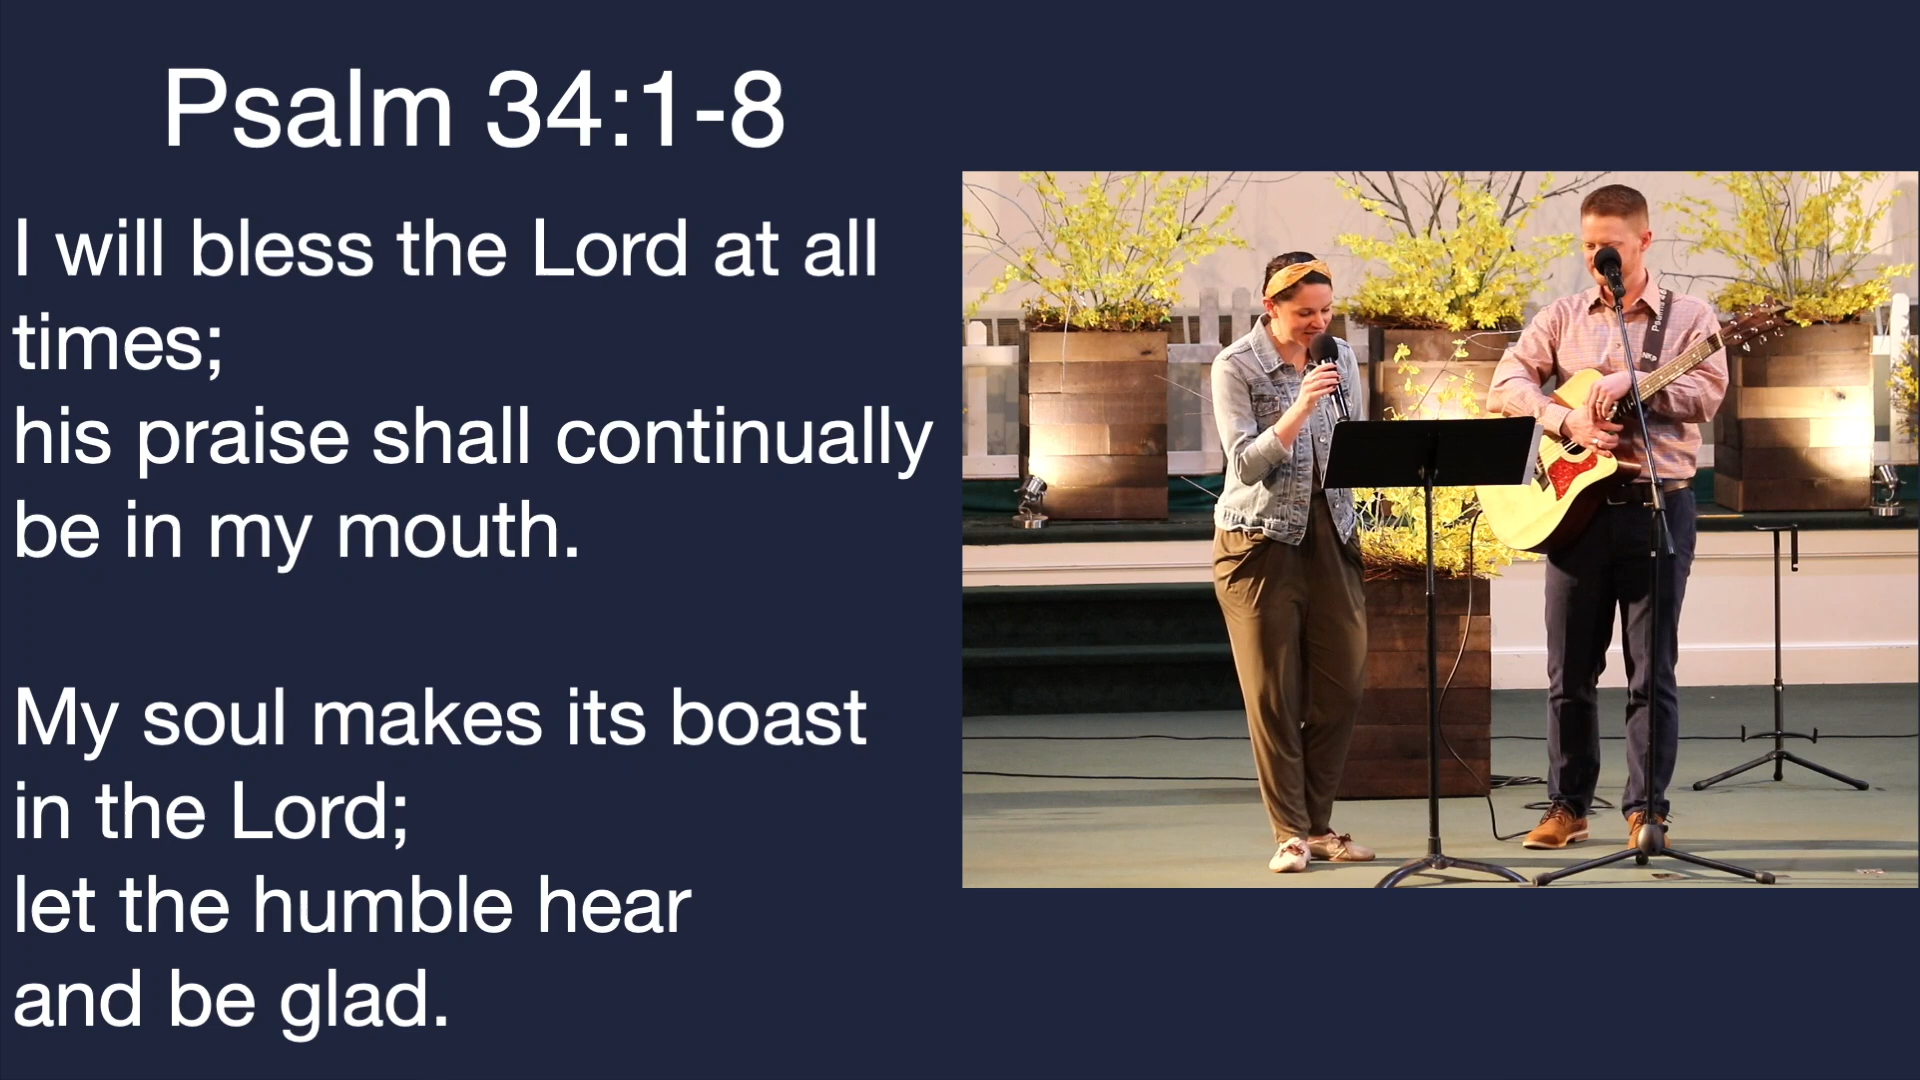 Psalm 34:1-8
I will bless the Lord at all
times;
his praise shall continually
be in my mouth.
My soul makes its boast
in the Lord;
let the humble hear
and be glad.